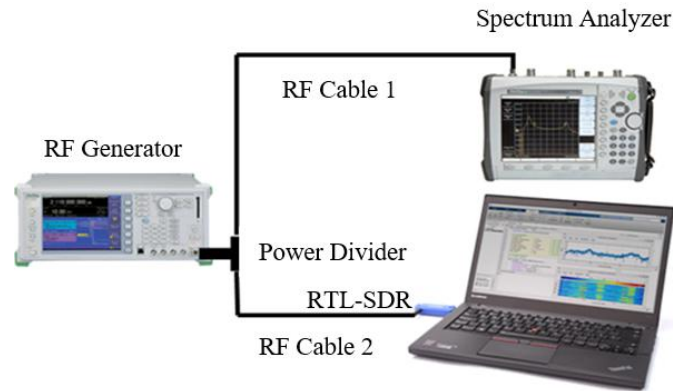 Spectrum Analyzer
RF Cable 1
RF Generator
Power Divider
RTL-SDR
RF Cable 2